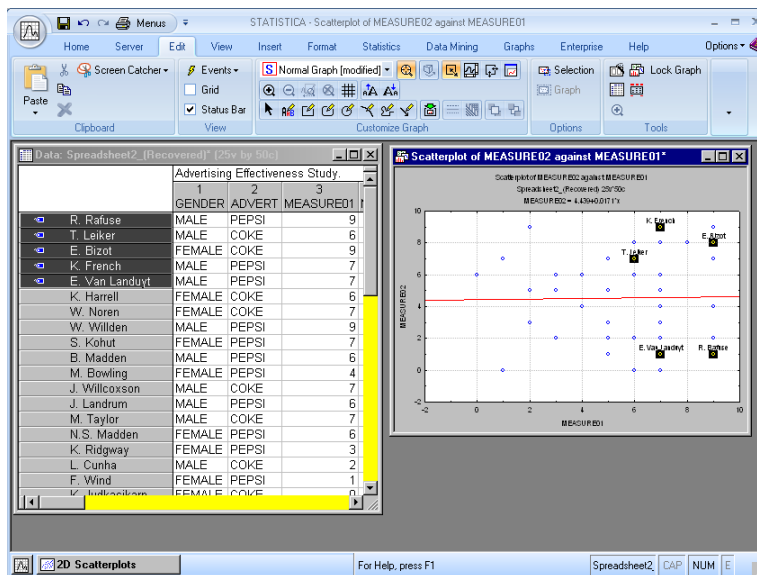 Menus
STATISTICA - Scatterplot of MEASURE02 against MEASURE01
Home Server Edit View Insert Format Statistics Data Mining Graphs Enterprise Help Options
Paste
Screen Catcher
Clipboard
Events
Grid
Status Bar
View
S Normal Graph [modified]
Customize Graph
Selection
Graph
Options
Lock Graph
Tools
Data: Spreadsheet2_(Recovered)* (25v by 50c)
Advertising Effectiveness Study.
1 2 3
GENDER ADVERT MEASURE01
R. Rafuse MALE PEPSI 9
T. Leiker MALE COKE 6
E. Bizot FEMALE COKE 9
K. French MALE PEPSI 7
E. Van Landuyt MALE PEPSI 7
K. Harrell FEMALE COKE 6
W. Noren FEMALE COKE 7
W. Willden MALE PEPSI 9
S. Kohut FEMALE PEPSI 7
B. Madden MALE PEPSI 6
M. Bowling FEMALE PEPSI 4
J. Willcoxson MALE COKE 7
J. Landrum MALE PEPSI 6
M. Taylor MALE COKE 7
N.S. Madden FEMALE PEPSI 6
K. Ridgway FEMALE PEPSI 3
L. Cunha MALE COKE 2
F. Wind FEMALE PEPSI 1
Scatterplot of MEASURE02 against MEASURE01*
Scatterplot of MEASURE02 against MEASURE01
Spreadsheet2_(Recovered) 25v*50c
MEASURE02 = 4.439+0.0171*x
10
8
6
4
2
0
-2
-2 0 2 4 6 8 10
MEASURE02
MEASURE01
K. French
E. Bizot
T. Leiker
E. Van Landuyt
R. Rafuse
2D Scatterplots
For Help, press F1
Spreadsheet2_ CAP NUM E